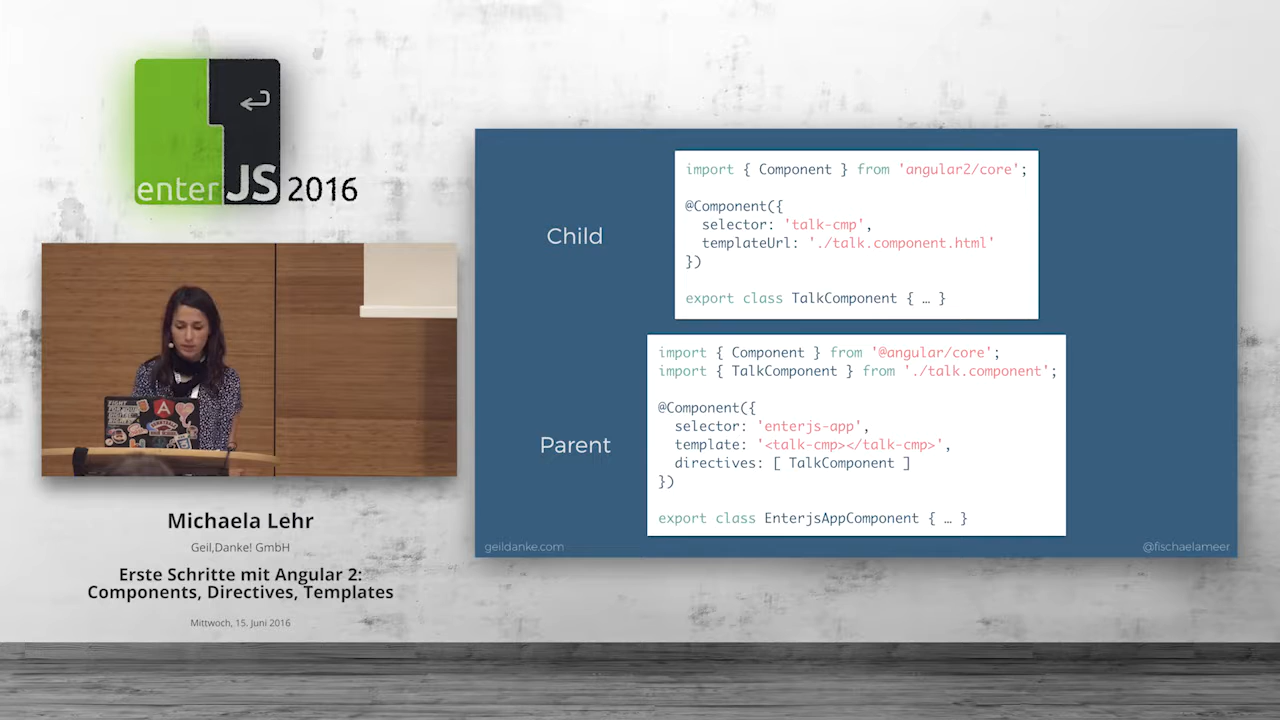 enterJS 2016
Michaela Lehr
Geil,Danke! GmbH
Erste Schritte mit Angular 2:
Components, Directives, Templates
Mittwoch, 15. Juni 2016
Child
import { Component } from 'angular2/core';
@Component({
selector: 'talk-cmp',
templateUrl: './talk.component.html'
})
export class TalkComponent { … }
Parent
import { Component } from '@angular/core';
import { TalkComponent } from './talk.component';
@Component({
selector: 'enterjs-app',
template: '<talk-cmp></talk-cmp>',
directives: [ TalkComponent ]
})
export class EnterjsAppComponent { … }
geildanke.com
@fischaelameer